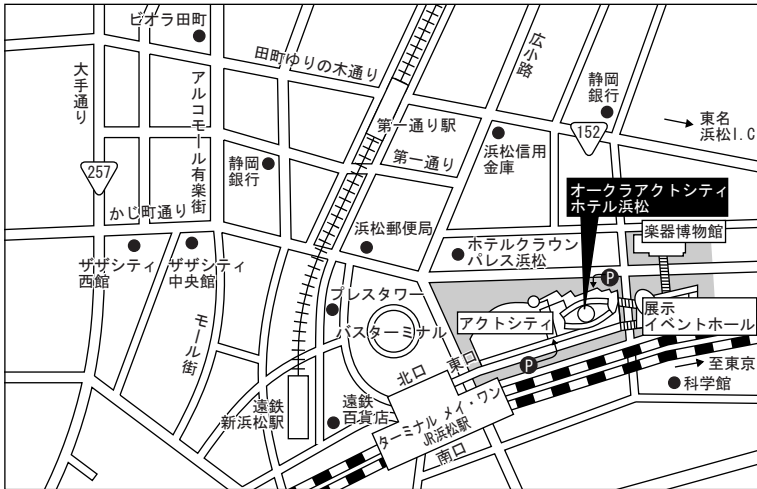 ビオラ田町
田町ゆりの木通り
広小路
大手通り
アルコモール有楽街
静岡
銀行
152
東名
浜松I.C
第一通り駅
第一通り
浜松信用
金庫
静岡
銀行
257
かじ町通り
オークラアクトシティ
ホテル浜松
楽器博物館
浜松郵便局
ホテルクラウン
パレス浜松
ザザシティ
西館
ザザシティ
中央館
P
プレスタワー
バスターミナル
アクトシティ
展示
イベントホール
モール街
北口
東口
P
至東京
科学館
遠鉄
新浜松駅
遠鉄
百貨店
ターミナル メイ・ワン
JR浜松駅
南口